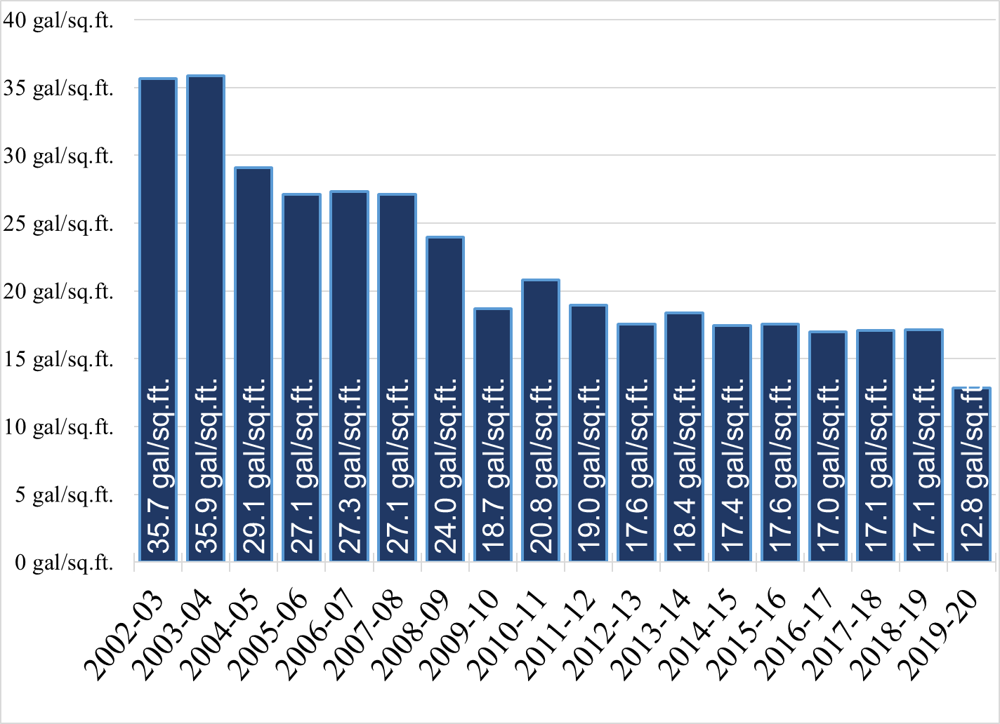 40 gal/sq.ft.
35 gal/sq.ft.
30 gal/sq.ft.
25 gal/sq.ft.
20 gal/sq.ft.
15 gal/sq.ft.
10 gal/sq.ft.
5 gal/sq.ft.
0 gal/sq.ft.
35.7 gal/sq.ft.
35.9 gal/sq.ft.
29.1 gal/sq.ft.
27.1 gal/sq.ft.
27.3 gal/sq.ft.
27.1 gal/sq.ft.
24.0 gal/sq.ft.
18.7 gal/sq.ft.
20.8 gal/sq.ft.
19.0 gal/sq.ft.
17.6 gal/sq.ft.
18.4 gal/sq.ft.
17.4 gal/sq.ft.
17.6 gal/sq.ft.
17.0 gal/sq.ft.
17.1 gal/sq.ft.
17.1 gal/sq.ft.
12.8 gal/sq.ft
2002-03
2003-04
2004-05
2005-06
2006-07
2007-08
2008-09
2009-10
2010-11
2011-12
2012-13
2013-14
2014-15
2015-16
2016-17
2017-18
2018-19
2019-20